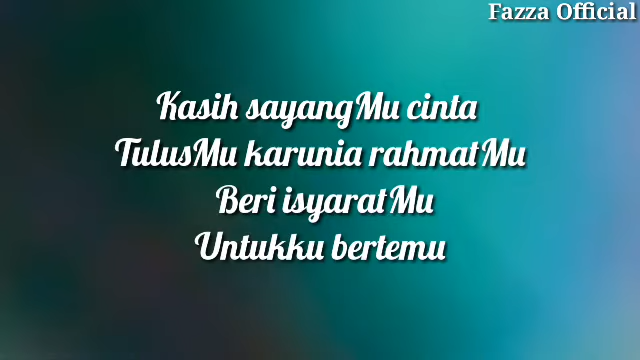 Fazza Official
Kasih sayangMu cinta
TulusMu karunia rahmatMu
Beri isyaratMu
Untukku bertemu